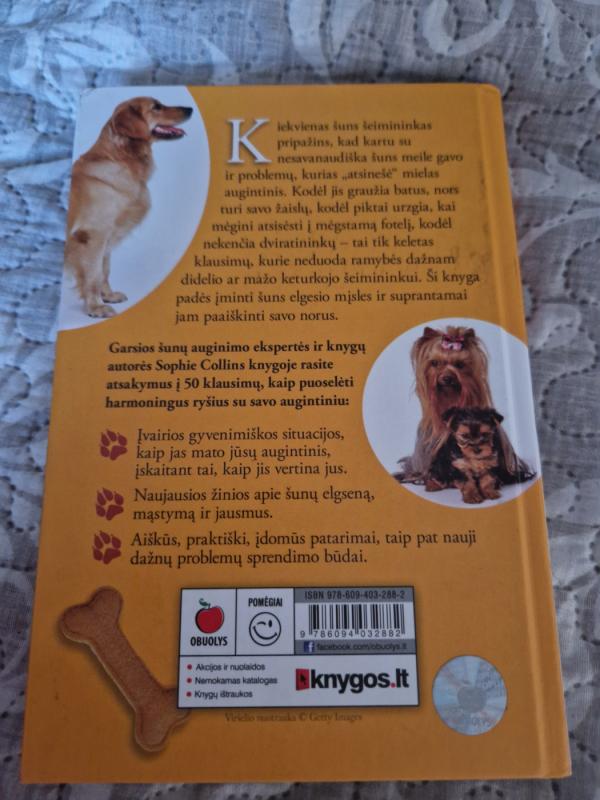 Kiekvienas šuns šeimininkas
pripažins, kad kartu su
nesavanaudiška šuns meile gavo
ir problemų, kurias „atsinešė“ mielas
augintinis. Kodėl jis graužia batus, nors
turi savo žaislų, kodėl piktai urzgia, kai
mėgini atsisėsti į mėgstamą fotelį, kodėl
nekenčia dviratininkų – tai tik keletas
klausimų, kurie neduoda ramybės dažnam
didelio ar mažo keturkojo šeimininkui. Ši knyga
padės įminti šuns elgesio mįsles ir suprantamai
jam paaiškinti savo norus.
Garsios šunų auginimo ekspertės ir knygų
autorės Sophie Collins knygoje rasite
atsakymus į 50 klausimų, kaip puoselėti
harmoningus ryšius su savo augintiniu:
Įvairios gyvenimiškos situacijos,
kaip jas mato jūsų augintinis,
įskaitant tai, kaip jis vertina jus.
Naujausios žinios apie šunų elgseną,
mąstymą ir jausmus.
Aiškūs, praktiški, įdomūs patarimai, taip pat nauji
dažnų problemų sprendimo būdai.
OBUOLYS
POMĖGIAI
ISBN 978-609-403-288-2
9 786094 032882
facebook.com/obuolys.lt
• Akcijos ir nuolaidos
• Nemokamas katalogas
• Knygų ištraukos
knygos.lt
Viršelio nuotrauka © Getty Images